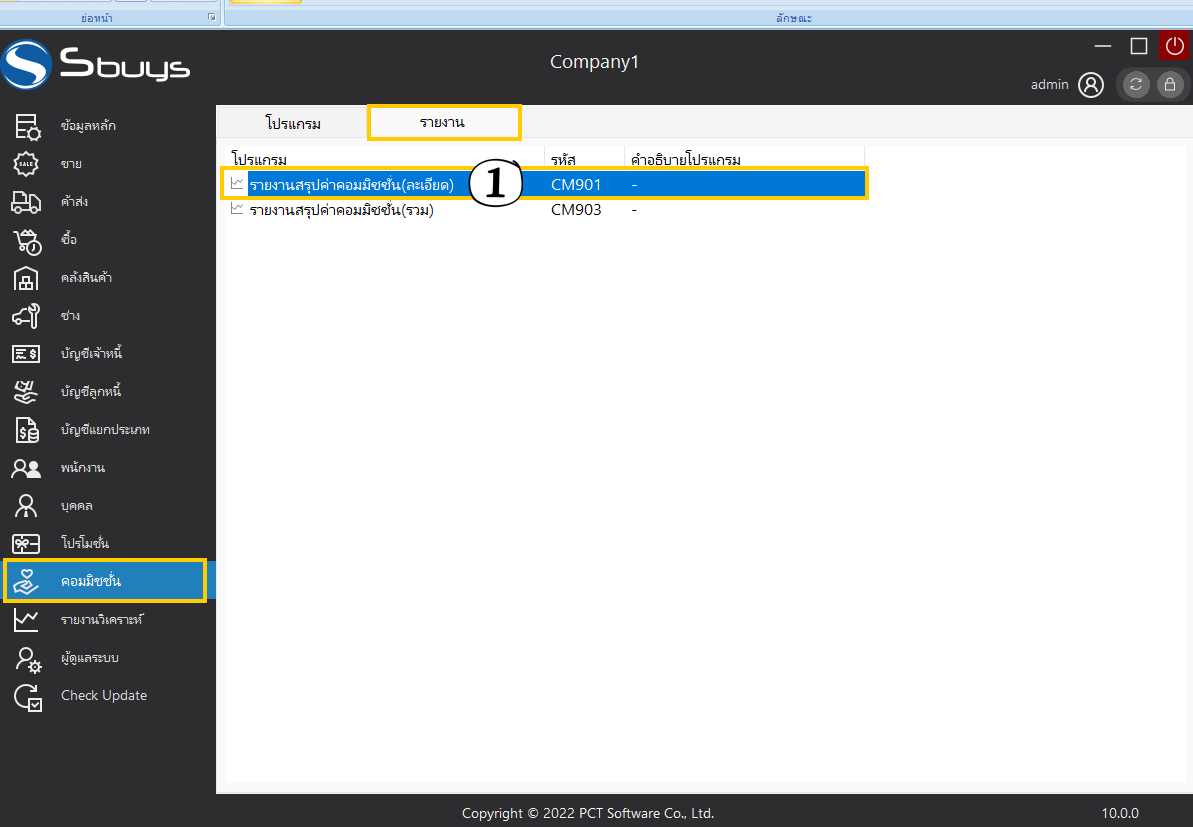 ย่อหน้า
ลักษณะ
Sbuys
Company1
admin
ข้อมูลหลัก
ขาย
ค้าส่ง
ซื้อ
คลังสินค้า
ช่าง
บัญชีเจ้าหนี้
บัญชีลูกหนี้
บัญชีแยกประเภท
พนักงาน
บุคคล
โปรโมชั่น
คอมมิชชั่น
รายงานวิเคราะห์
ผู้ดูแลระบบ
Check Update
โปรแกรม รายงาน
โปรแกรม รหัส คำอธิบายโปรแกรม
รายงานสรุปค่าคอมมิชชั่น(ละเอียด) 1 CM901 -
รายงานสรุปค่าคอมมิชชั่น(รวม) CM903 -
Copyright © 2022 PCT Software Co., Ltd.
10.0.0